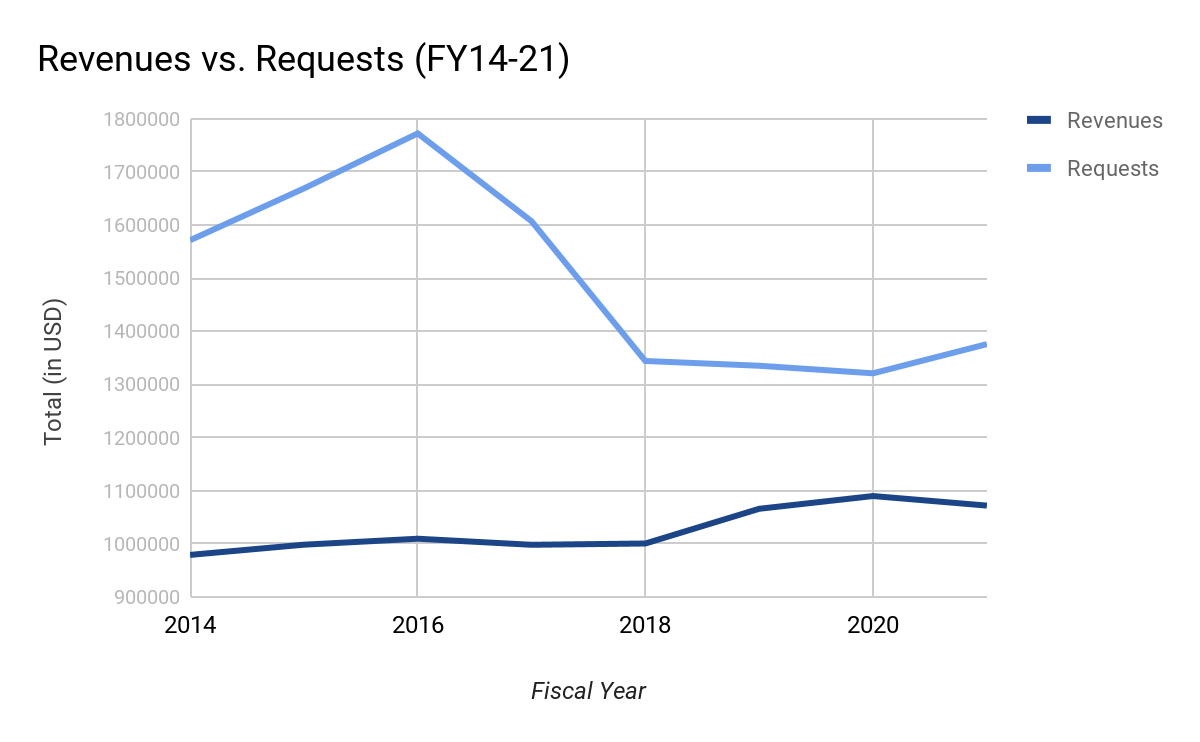 Revenues vs. Requests (FY14-21)
Revenues
Requests
Total (in USD)
1800000
1700000
1600000
1500000
1400000
1300000
1200000
1100000
1000000
900000
2014 2016 2018 2020
Fiscal Year